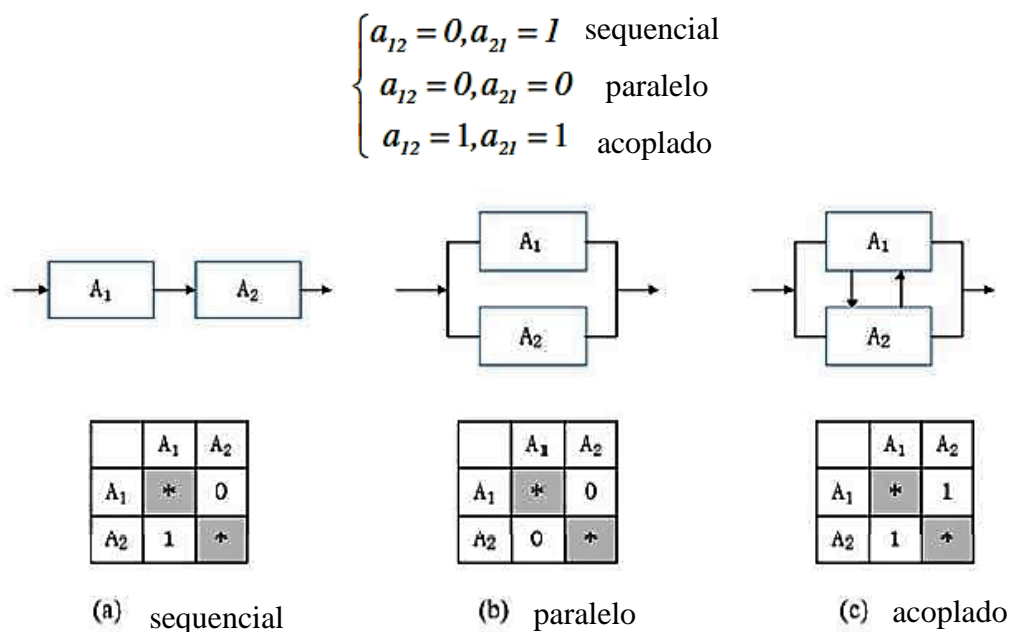 a12 = 0, a21 = 1 sequencial
a12 = 0, a21 = 0 paralelo
a12 = 1, a21 = 1 acoplado
A1 A2
A1
A2
A1
A2
A1 A2
A1 * 0
A2 1 *
A1 A2
A1 * 0
A2 0 *
A1 A2
A1 * 1
A2 1 *
(a) sequencial
(b) paralelo
(c) acoplado